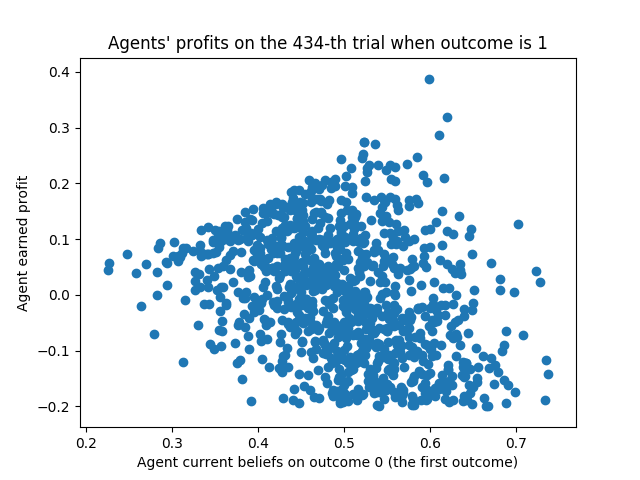 Agents' profits on the 434-th trial when outcome is 1
0.4
0.3
0.2
0.1
0.0
−0.1
−0.2
Agent earned profit
0.2 0.3 0.4 0.5 0.6 0.7
Agent current beliefs on outcome 0 (the first outcome)